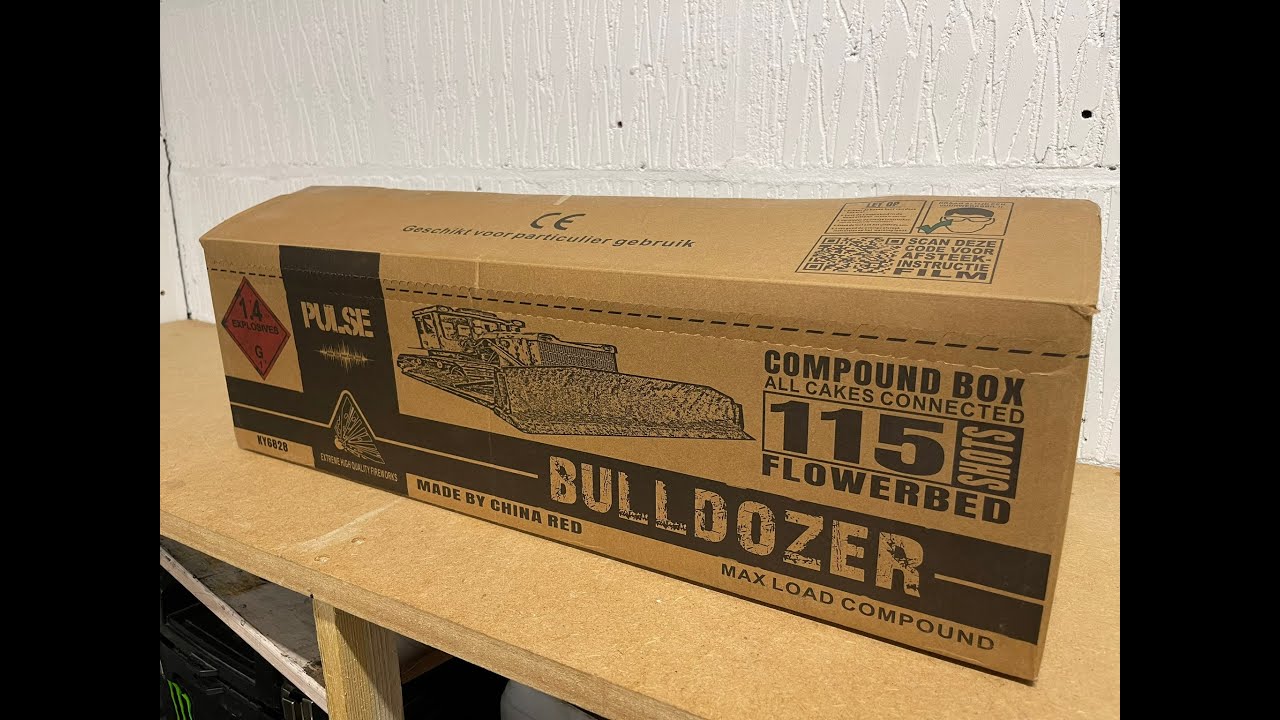 CE
Geschikt voor particulier gebruik
LET OP
SCAN DEZE
CODE VOOR
AFSTEEK-
INSTRUCTIE
FILM
1.4
EXPLOSIVES
G
PULSE
KY6828
EXTREME HIGH QUALITY FIREWORKS
COMPOUND BOX
ALL CAKES CONNECTED
115
SHOTS
FLOWERBED
BULLDOZER
MADE BY CHINA RED
MAX LOAD COMPOUND